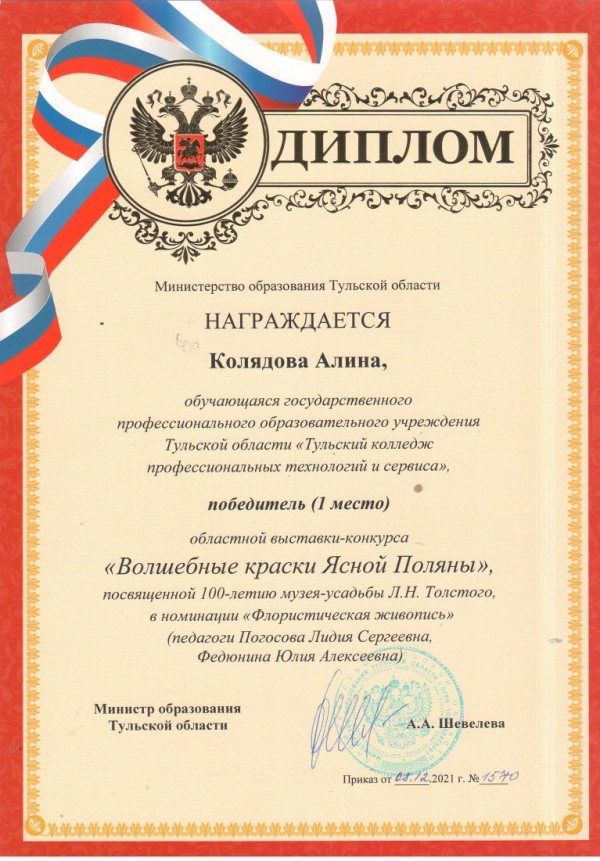 ДИПЛОМ
Министерство образования Тульской области
НАГРАЖДАЕТСЯ
Колядова Алина,
обучающаяся государственного
профессионального образовательного учреждения
Тульской области «Тульский колледж
профессиональных технологий и сервиса»,
победитель (1 место)
областной выставки-конкурса
«Волшебные краски Ясной Поляны»,
посвященной 100-летию музея-усадьбы Л.Н. Толстого,
в номинации «Флористическая живопись»
(педагоги Погосова Лидия Сергеевна,
Федюнина Юлия Алексеевна)
Министр образования
Тульской области
А.А. Шевелева
Приказ от 03.12.2021 г. № 1570